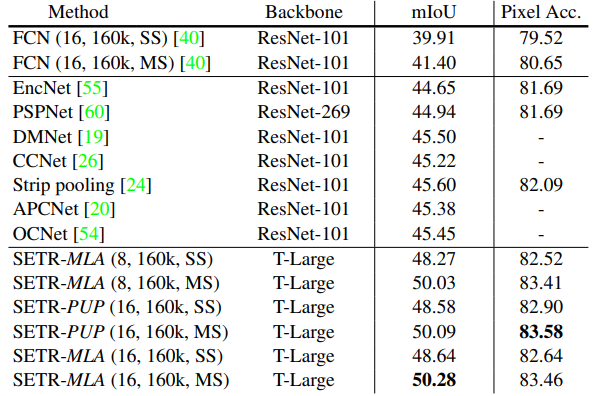 Method Backbone mIoU Pixel Acc.
FCN (16, 160k, SS) [40] ResNet-101 39.91 79.52
FCN (16, 160k, MS) [40] ResNet-101 41.40 80.65
EncNet [55] ResNet-101 44.65 81.69
PSPNet [60] ResNet-269 44.94 81.69
DMNet [19] ResNet-101 45.50 -
CCNet [26] ResNet-101 45.22 -
Strip pooling [24] ResNet-101 45.60 82.09
APCNet [20] ResNet-101 45.38 -
OCNet [54] ResNet-101 45.45 -
SETR-MLA (8, 160k, SS) T-Large 48.27 82.52
SETR-MLA (8, 160k, MS) T-Large 50.03 83.41
SETR-PUP (16, 160k, SS) T-Large 48.58 82.90
SETR-PUP (16, 160k, MS) T-Large 50.09 83.58
SETR-MLA (16, 160k, SS) T-Large 48.64 82.64
SETR-MLA (16, 160k, MS) T-Large 50.28 83.46